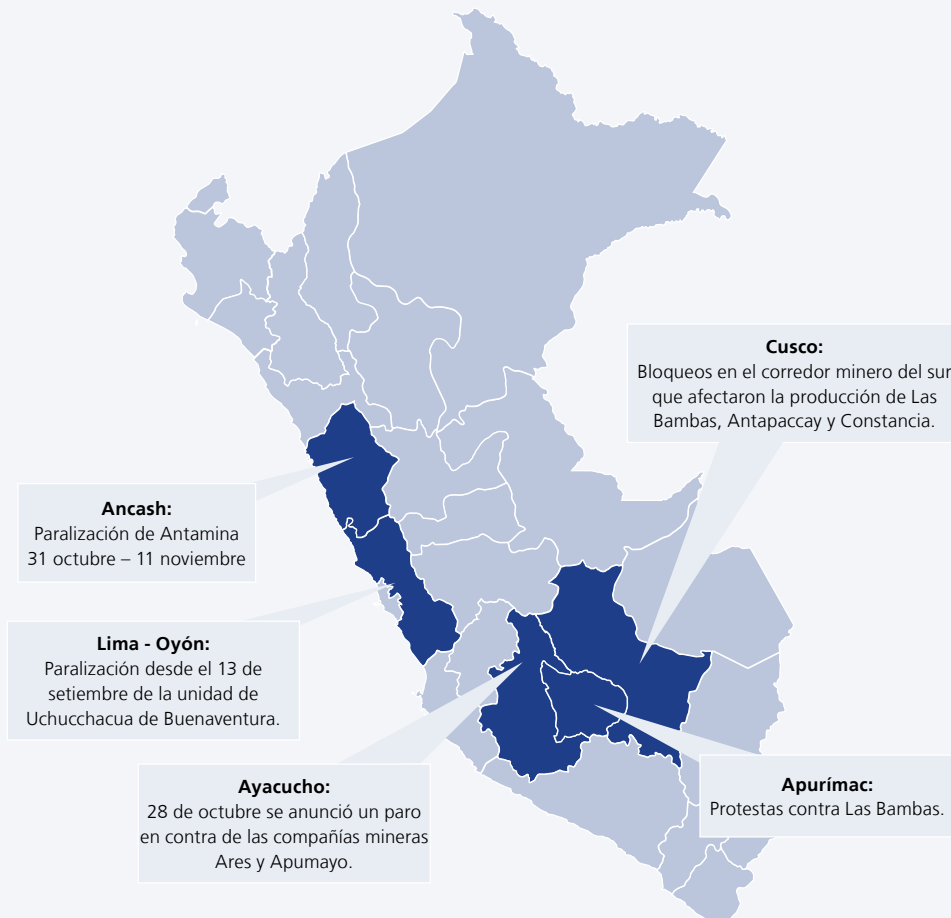 Cusco:
Bloqueos en el corredor minero del sur
que afectaron la producción de Las
Bambas, Antapaccay y Constancia.
Ancash:
Paralización de Antamina
31 octubre – 11 noviembre
Lima - Oyón:
Paralización desde el 13 de
setiembre de la unidad de
Uchucchacua de Buenaventura.
Ayacucho:
28 de octubre se anunció un paro
en contra de las compañías mineras
Ares y Apumayo.
Apurímac:
Protestas contra Las Bambas.